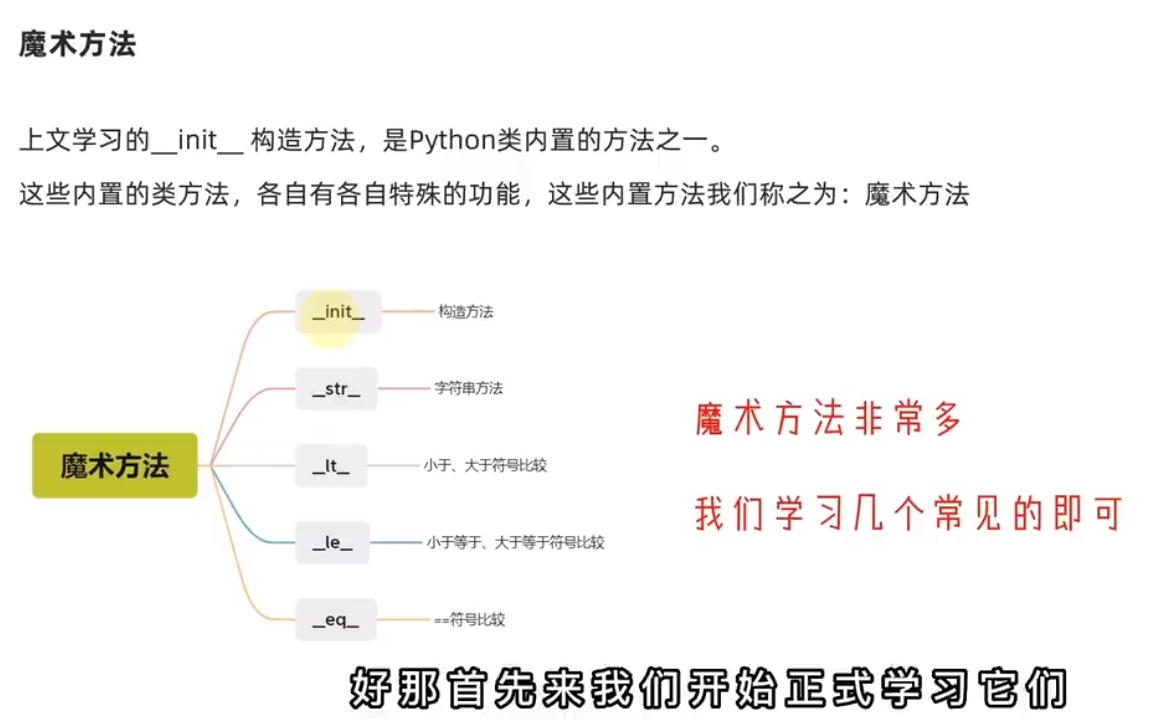 魔术方法
上文学习的__init__ 构造方法，是Python类内置的方法之一。
这些内置的类方法，各自有各自特殊的功能，这些内置方法我们称之为：魔术方法
魔术方法
__init__
构造方法
__str__
字符串方法
__lt__
小于、大于符号比较
__le__
小于等于、大于等于符号比较
__eq__
==符号比较
魔术方法非常多
我们学习几个常见的即可
好那首先来我们开始正式学习它们